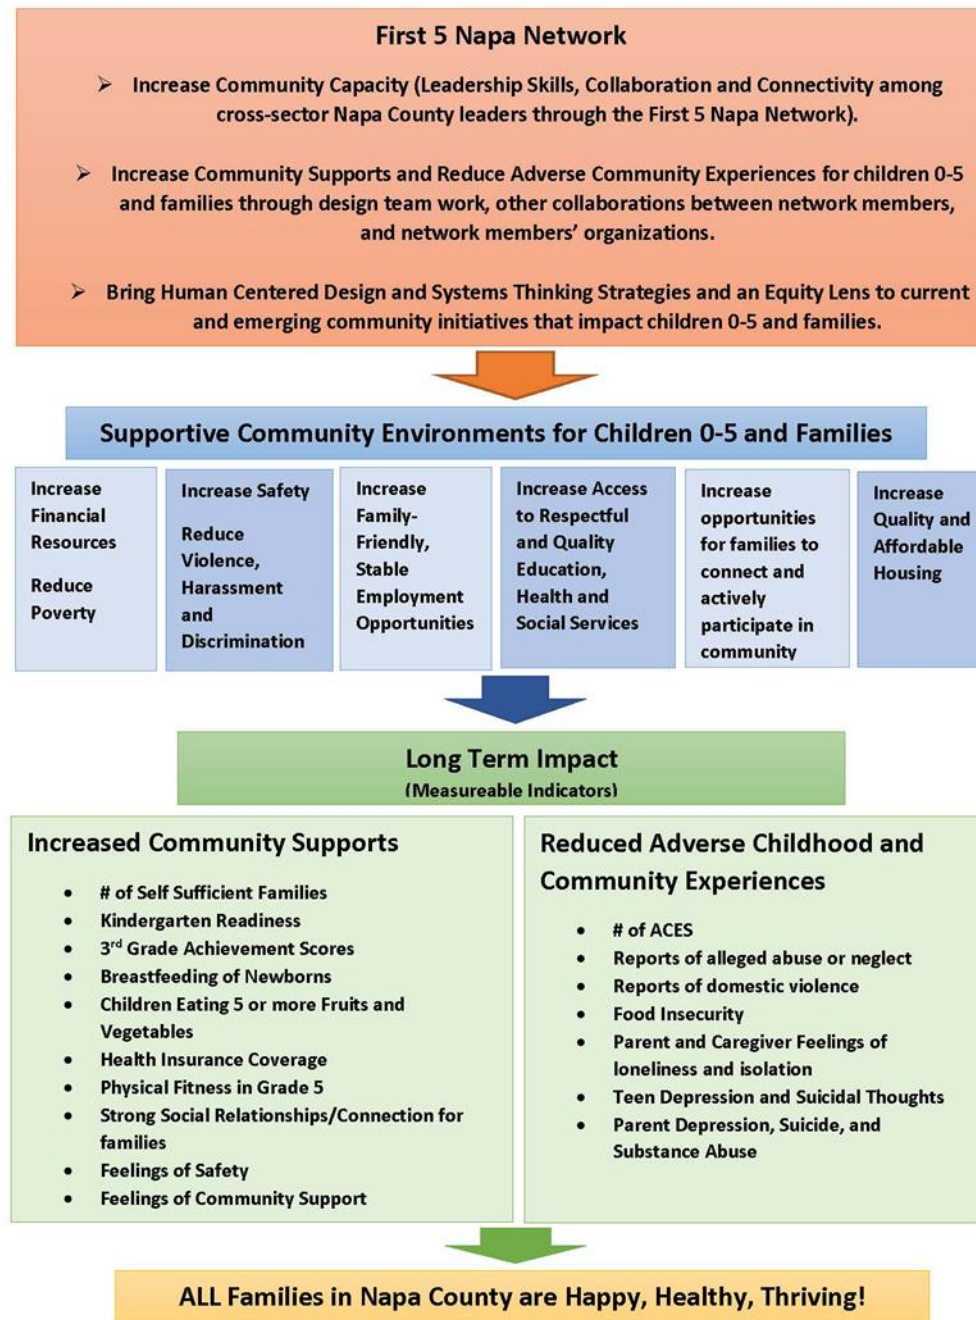 First 5 Napa Network
➢ Increase Community Capacity (Leadership Skills, Collaboration and Connectivity among
cross-sector Napa County leaders through the First 5 Napa Network).
➢ Increase Community Supports and Reduce Adverse Community Experiences for children 0-5
and families through design team work, other collaborations between network members,
and network members' organizations.
➢ Bring Human Centered Design and Systems Thinking Strategies and an Equity Lens to current
and emerging community initiatives that impact children 0-5 and families.
Supportive Community Environments for Children 0-5 and Families
Increase
Financial
Resources
Reduce
Poverty
Increase Safety
Reduce
Violence,
Harassment
and
Discrimination
Increase
Family-
Friendly,
Stable
Employment
Opportunities
Increase Access
to Respectful
and Quality
Education,
Health and
Social Services
Increase
opportunities
for families to
connect and
actively
participate in
community
Increase
Quality and
Affordable
Housing
Long Term Impact
(Measureable Indicators)
Increased Community Supports
• # of Self Sufficient Families
• Kindergarten Readiness
• 3rd Grade Achievement Scores
• Breastfeeding of Newborns
• Children Eating 5 or more Fruits and
Vegetables
• Health Insurance Coverage
• Physical Fitness in Grade 5
• Strong Social Relationships/Connection for
families
• Feelings of Safety
• Feelings of Community Support
Reduced Adverse Childhood and
Community Experiences
• # of ACES
• Reports of alleged abuse or neglect
• Reports of domestic violence
• Food Insecurity
• Parent and Caregiver Feelings of
loneliness and isolation
• Teen Depression and Suicidal Thoughts
• Parent Depression, Suicide, and
Substance Abuse
ALL Families in Napa County are Happy, Healthy, Thriving!